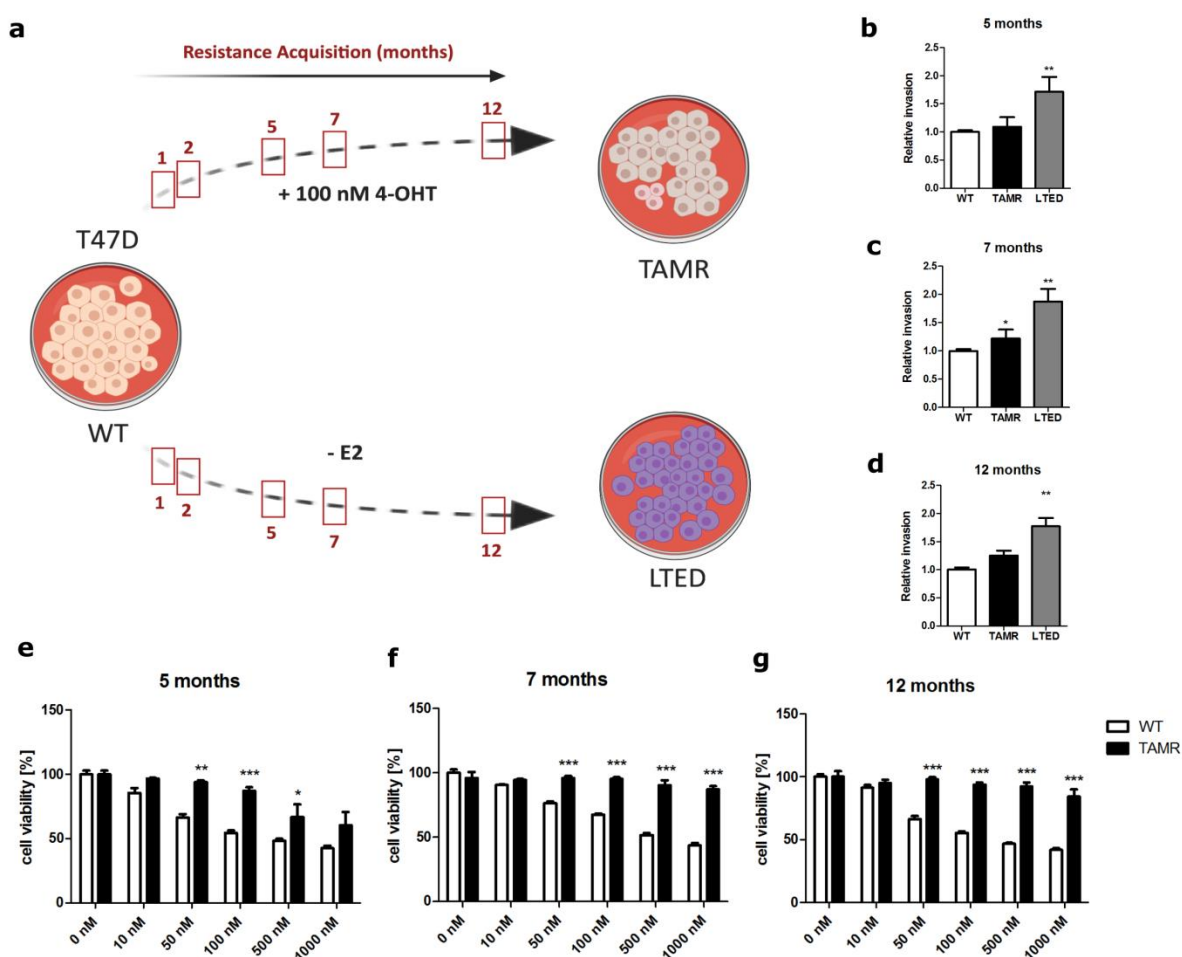 a
Resistance Acquisition (months)
1
2
5
7
12
+ 100 nM 4-OHT
TAMR
T47D
WT
- E2
1
2
5
7
12
LTED
b
5 months
Relative invasion
2.5
2.0
1.5
1.0
0.5
0.0
**
WT TAMR LTED
c
7 months
Relative invasion
2.5
2.0
1.5
1.0
0.5
0.0
* **
WT TAMR LTED
d
12 months
Relative invasion
2.5
2.0
1.5
1.0
0.5
0.0
**
WT TAMR LTED
e
5 months
cell viability [%]
150
100
50
0
** *** *
0 nM 10 nM 50 nM 100 nM 500 nM 1000 nM
f
7 months
cell viability [%]
150
100
50
0
*** *** *** ***
0 nM 10 nM 50 nM 100 nM 500 nM 1000 nM
g
12 months
cell viability [%]
150
100
50
0
*** *** *** ***
0 nM 10 nM 50 nM 100 nM 500 nM 1000 nM
WT
TAMR